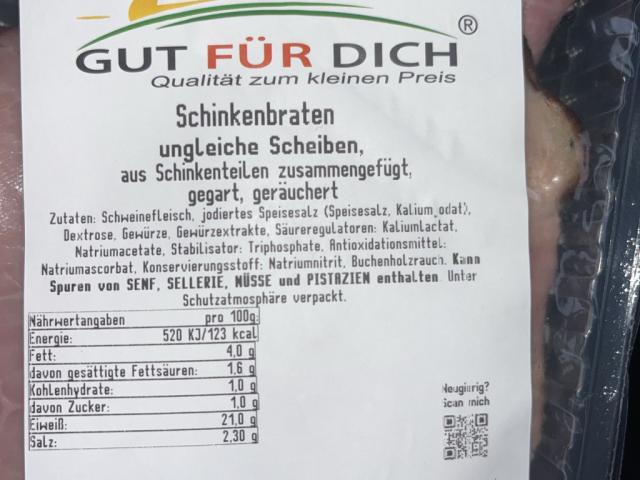 GUT FÜR DICH®
Qualität zum kleinen Preis
Schinkenbraten
ungleiche Scheiben,
aus Schinkenteilen zusammengefügt,
gegart, geräuchert
Zutaten: Schweinefleisch, jodiertes Speisesalz (Speisesalz, Kalium odat),
Dextrose, Gewürze, Gewürzextrakte, Säureregulatoren: Kaliumlactat,
Natriumacetate, Stabilisator: Triphosphate, Antioxidationsmittel:
Natriumascorbat, Konservierungsstoff: Natriumnitrit, Buchenholzrauch. Kann
Spuren von SENF, SELLERIE, NÜSSE und PISTAZIEN enthalten. Unter
Schutzatmosphäre verpackt.
Nährwertangaben pro 100g:
Energie: 520 KJ/123 kcal
Fett: 4,0 g
davon gesättigte Fettsäuren: 1,6 g
Kohlenhydrate: 1,0 g
davon Zucker: 1,0 g
Eiweiß: 21,0 g
Salz: 2,30 g
Neugierig?
Scan mich